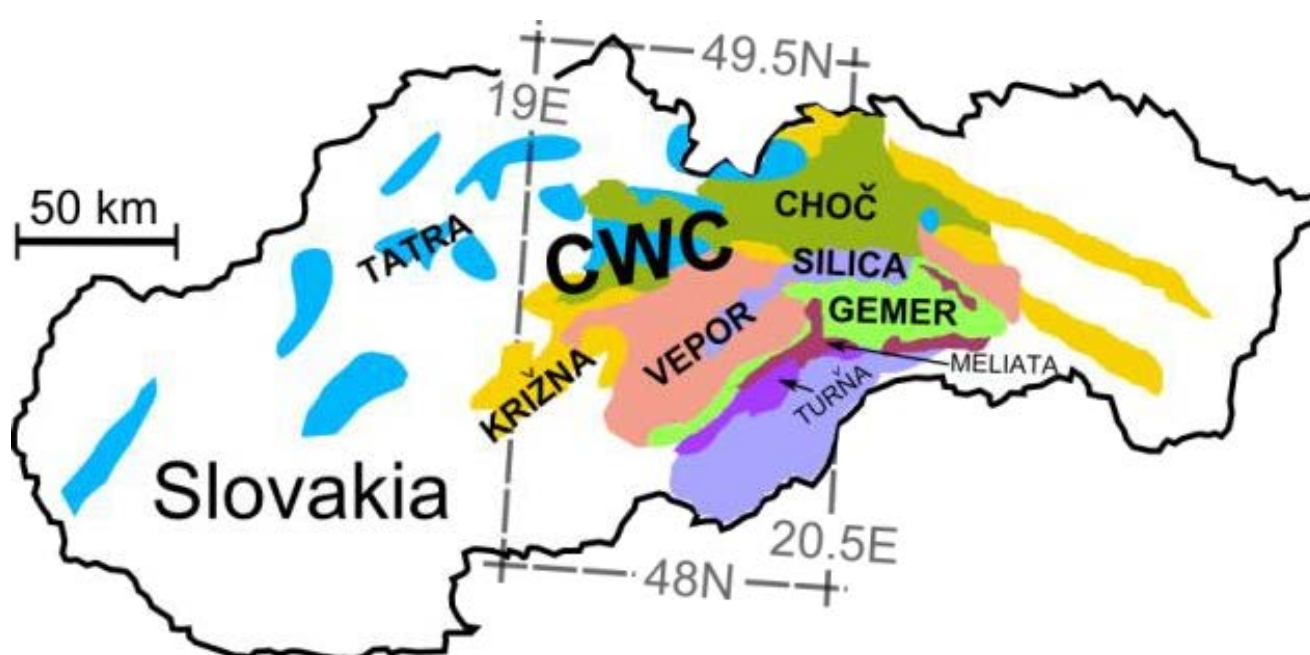 49.5N
19E
50 km
CHOČ
TATRA
CWC
SILICA
GEMER
VEPOR
MELIATA
TURŇA
KRIŽNA
Slovakia
20.5E
48N